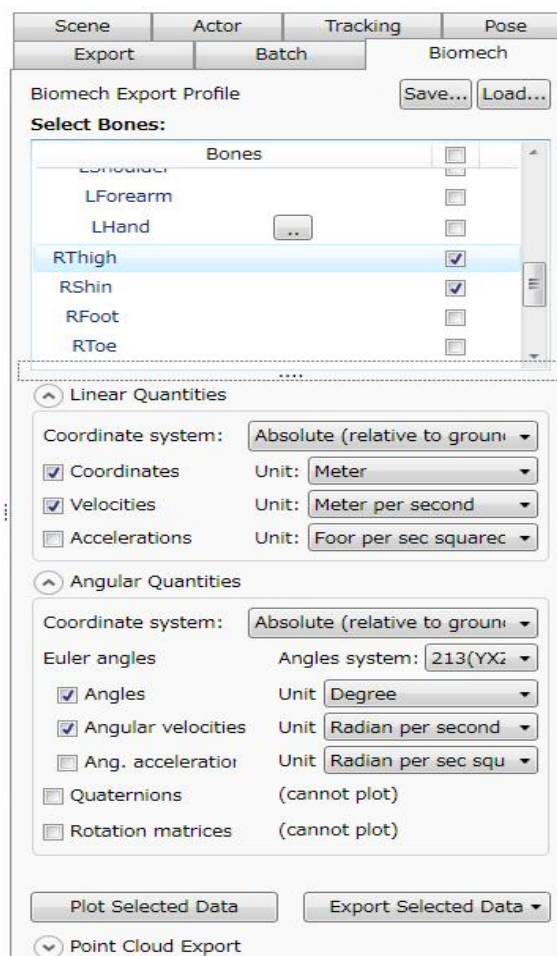 Scene Actor Tracking Pose
Export Batch Biomech
Biomech Export Profile Save... Load...
Select Bones:
Bones
LShoulder
LForearm
LHand ..
RThigh
RShin
RFoot
RToe
Linear Quantities
Coordinate system: Absolute (relative to groun
Coordinates Unit: Meter
Velocities Unit: Meter per second
Accelerations Unit: Foor per sec squarec
Angular Quantities
Coordinate system: Absolute (relative to groun
Euler angles Angles system: 213(YXZ
Angles Unit Degree
Angular velocities Unit Radian per second
Ang. acceleratior Unit Radian per sec squ
Quaternions (cannot plot)
Rotation matrices (cannot plot)
Plot Selected Data Export Selected Data
Point Cloud Export